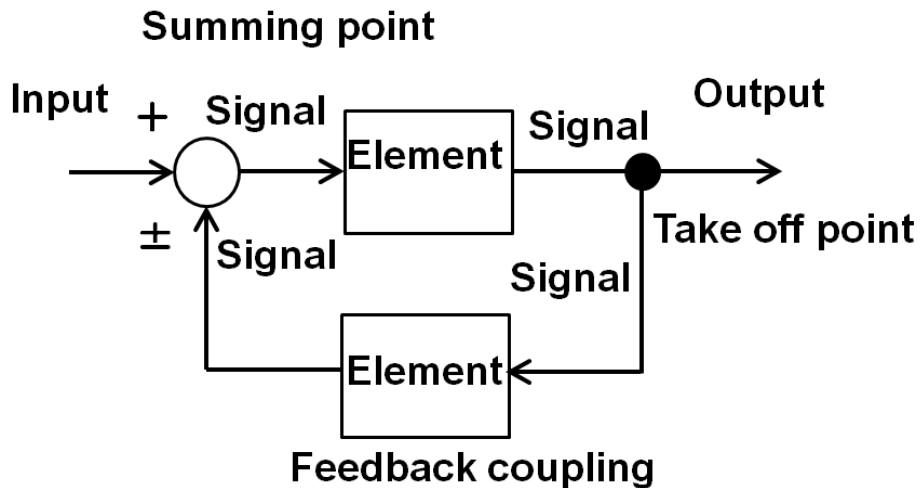 Summing point
Input
+
Signal
Element
Signal
Output
±
Signal
Take off point
Signal
Element
Feedback coupling